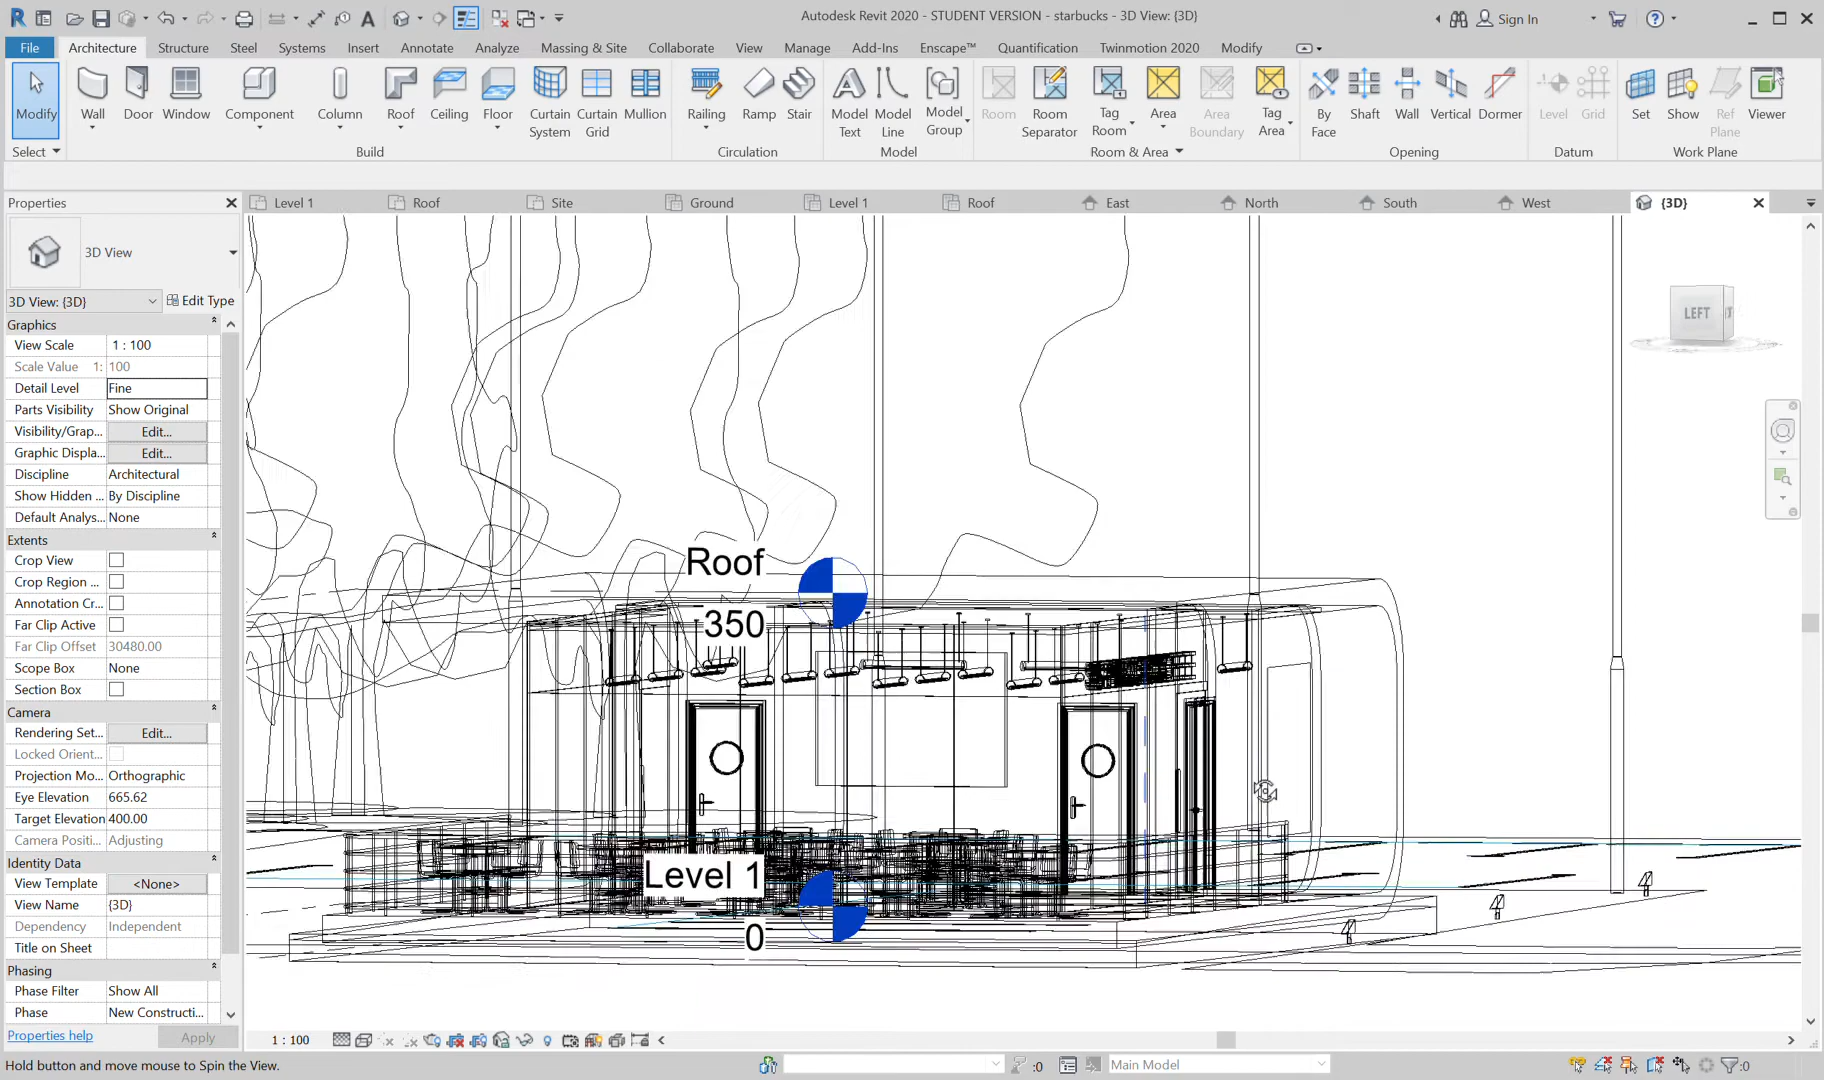 Autodesk Revit 2020 - STUDENT VERSION - starbucks - 3D View: {3D}
Sign In
File Architecture Structure Steel Systems Insert Annotate Analyze Massing & Site Collaborate View Manage Add-Ins Enscape™ Quantification Twinmotion 2020 Modify
Modify Wall Door Window Component Column Roof Ceiling Floor Curtain System Curtain Grid Mullion Railing Ramp Stair Model Text Model Line Model Group Room Room Separator Tag Room Area Area Boundary Tag Area By Face Shaft Wall Vertical Dormer Level Grid Set Show Ref Plane Viewer
Select Build Circulation Model Room & Area Opening Datum Work Plane
Properties
Level 1 Roof Site Ground Level 1 Roof East North South West {3D}
3D View
3D View: {3D} Edit Type
Graphics
View Scale 1 : 100
Scale Value 1: 100
Detail Level Fine
Parts Visibility Show Original
Visibility/Grap... Edit...
Graphic Displa... Edit...
Discipline Architectural
Show Hidden ... By Discipline
Default Analys... None
Extents
Crop View
Crop Region ...
Annotation Cr...
Far Clip Active
Far Clip Offset 30480.00
Scope Box None
Section Box
Camera
Rendering Set... Edit...
Locked Orient...
Projection Mo... Orthographic
Eye Elevation 665.62
Target Elevation 400.00
Camera Positi... Adjusting
Identity Data
View Template <None>
View Name {3D}
Dependency Independent
Title on Sheet
Phasing
Phase Filter Show All
Phase New Constructi...
Properties help Apply
LEFT
Roof
350
Level 1
0
1 : 100
Hold button and move mouse to Spin the View.
:0
Main Model
:0